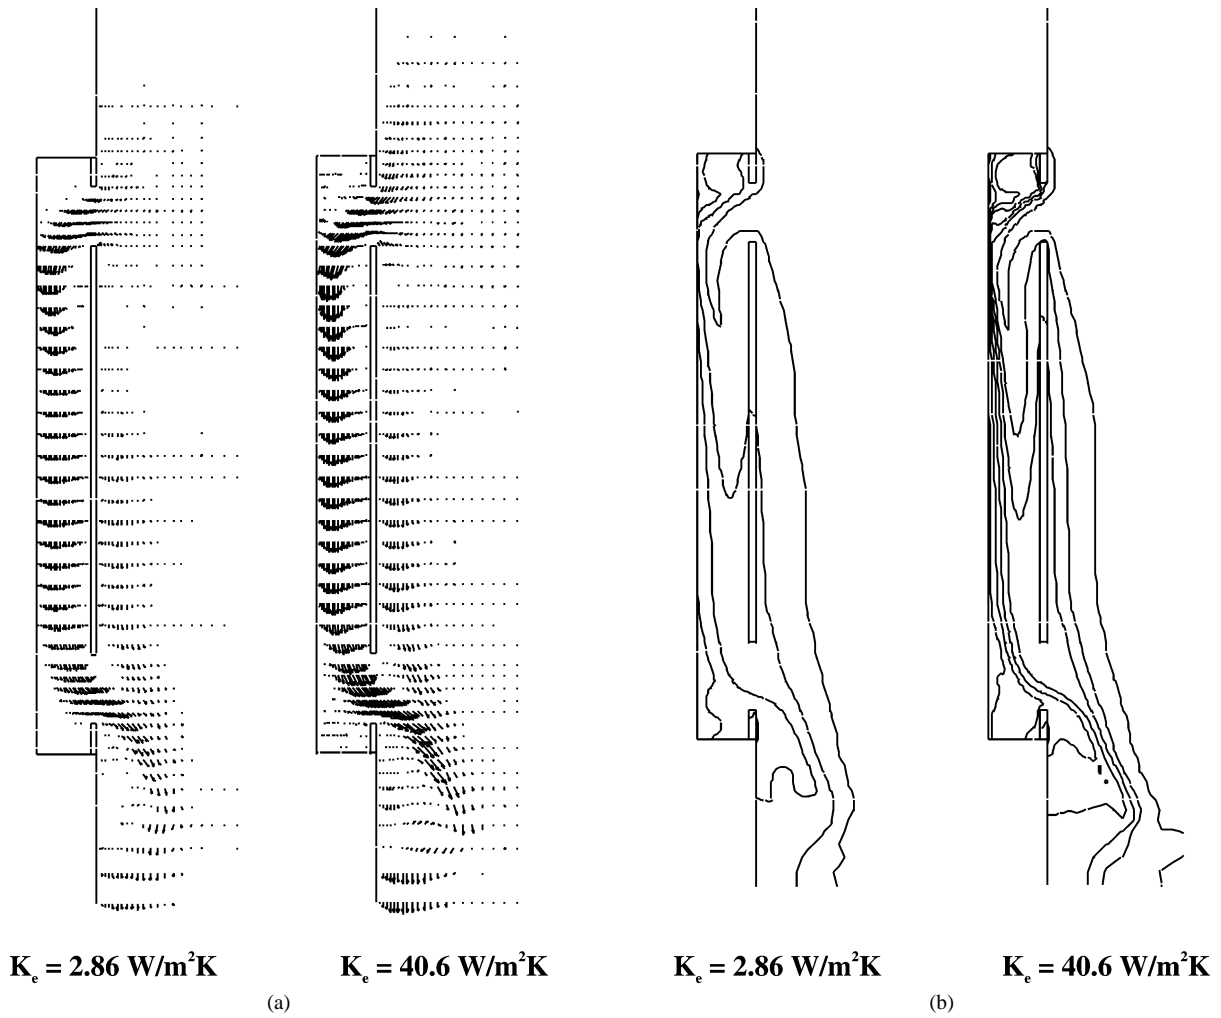 Kₑ = 2.86 W/m²K
Kₑ = 40.6 W/m²K
Kₑ = 2.86 W/m²K
Kₑ = 40.6 W/m²K
(a)
(b)